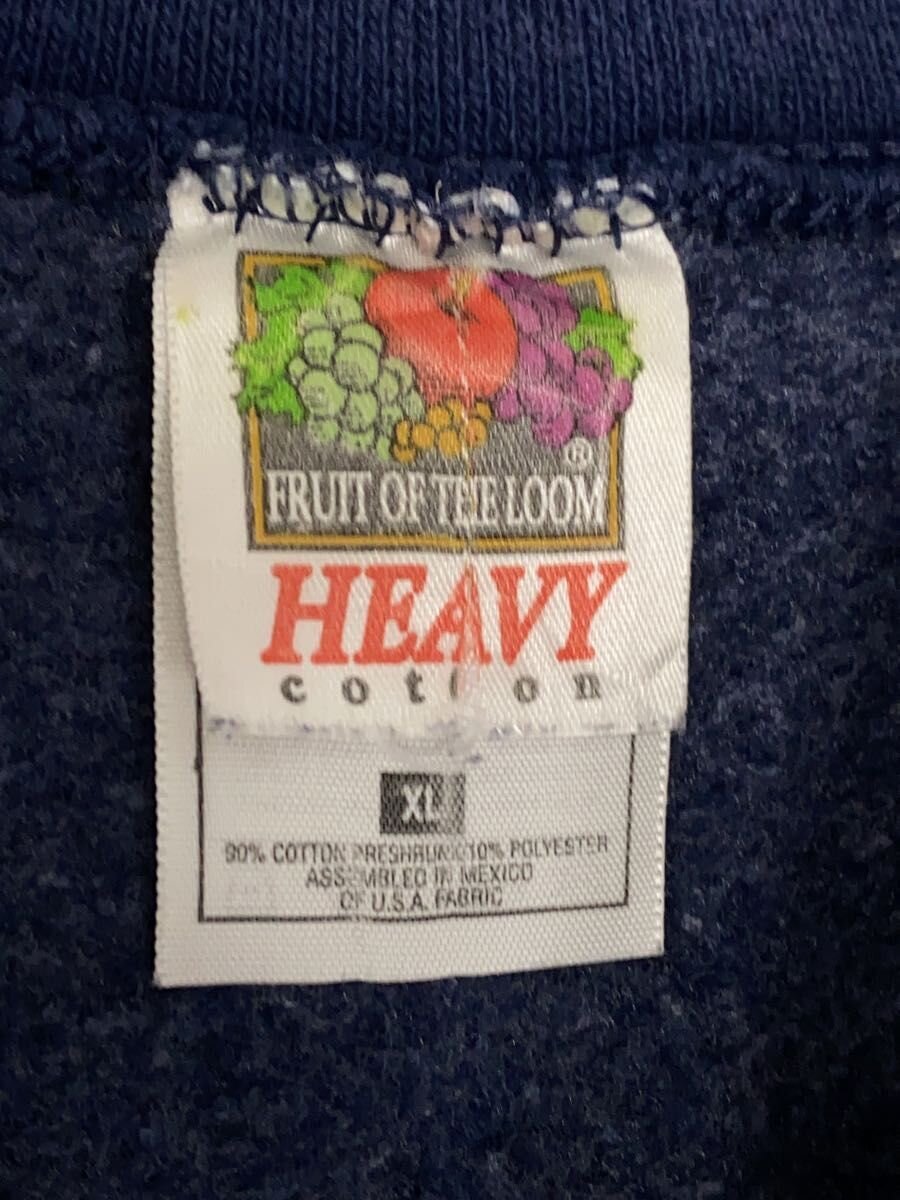 ®
FRUIT OF THE LOOM
HEAVY
cotton
XL
90% COTTON PRESHRUNK 10% POLYESTER
ASSEMBLED IN MEXICO
OF U.S.A. FABRIC